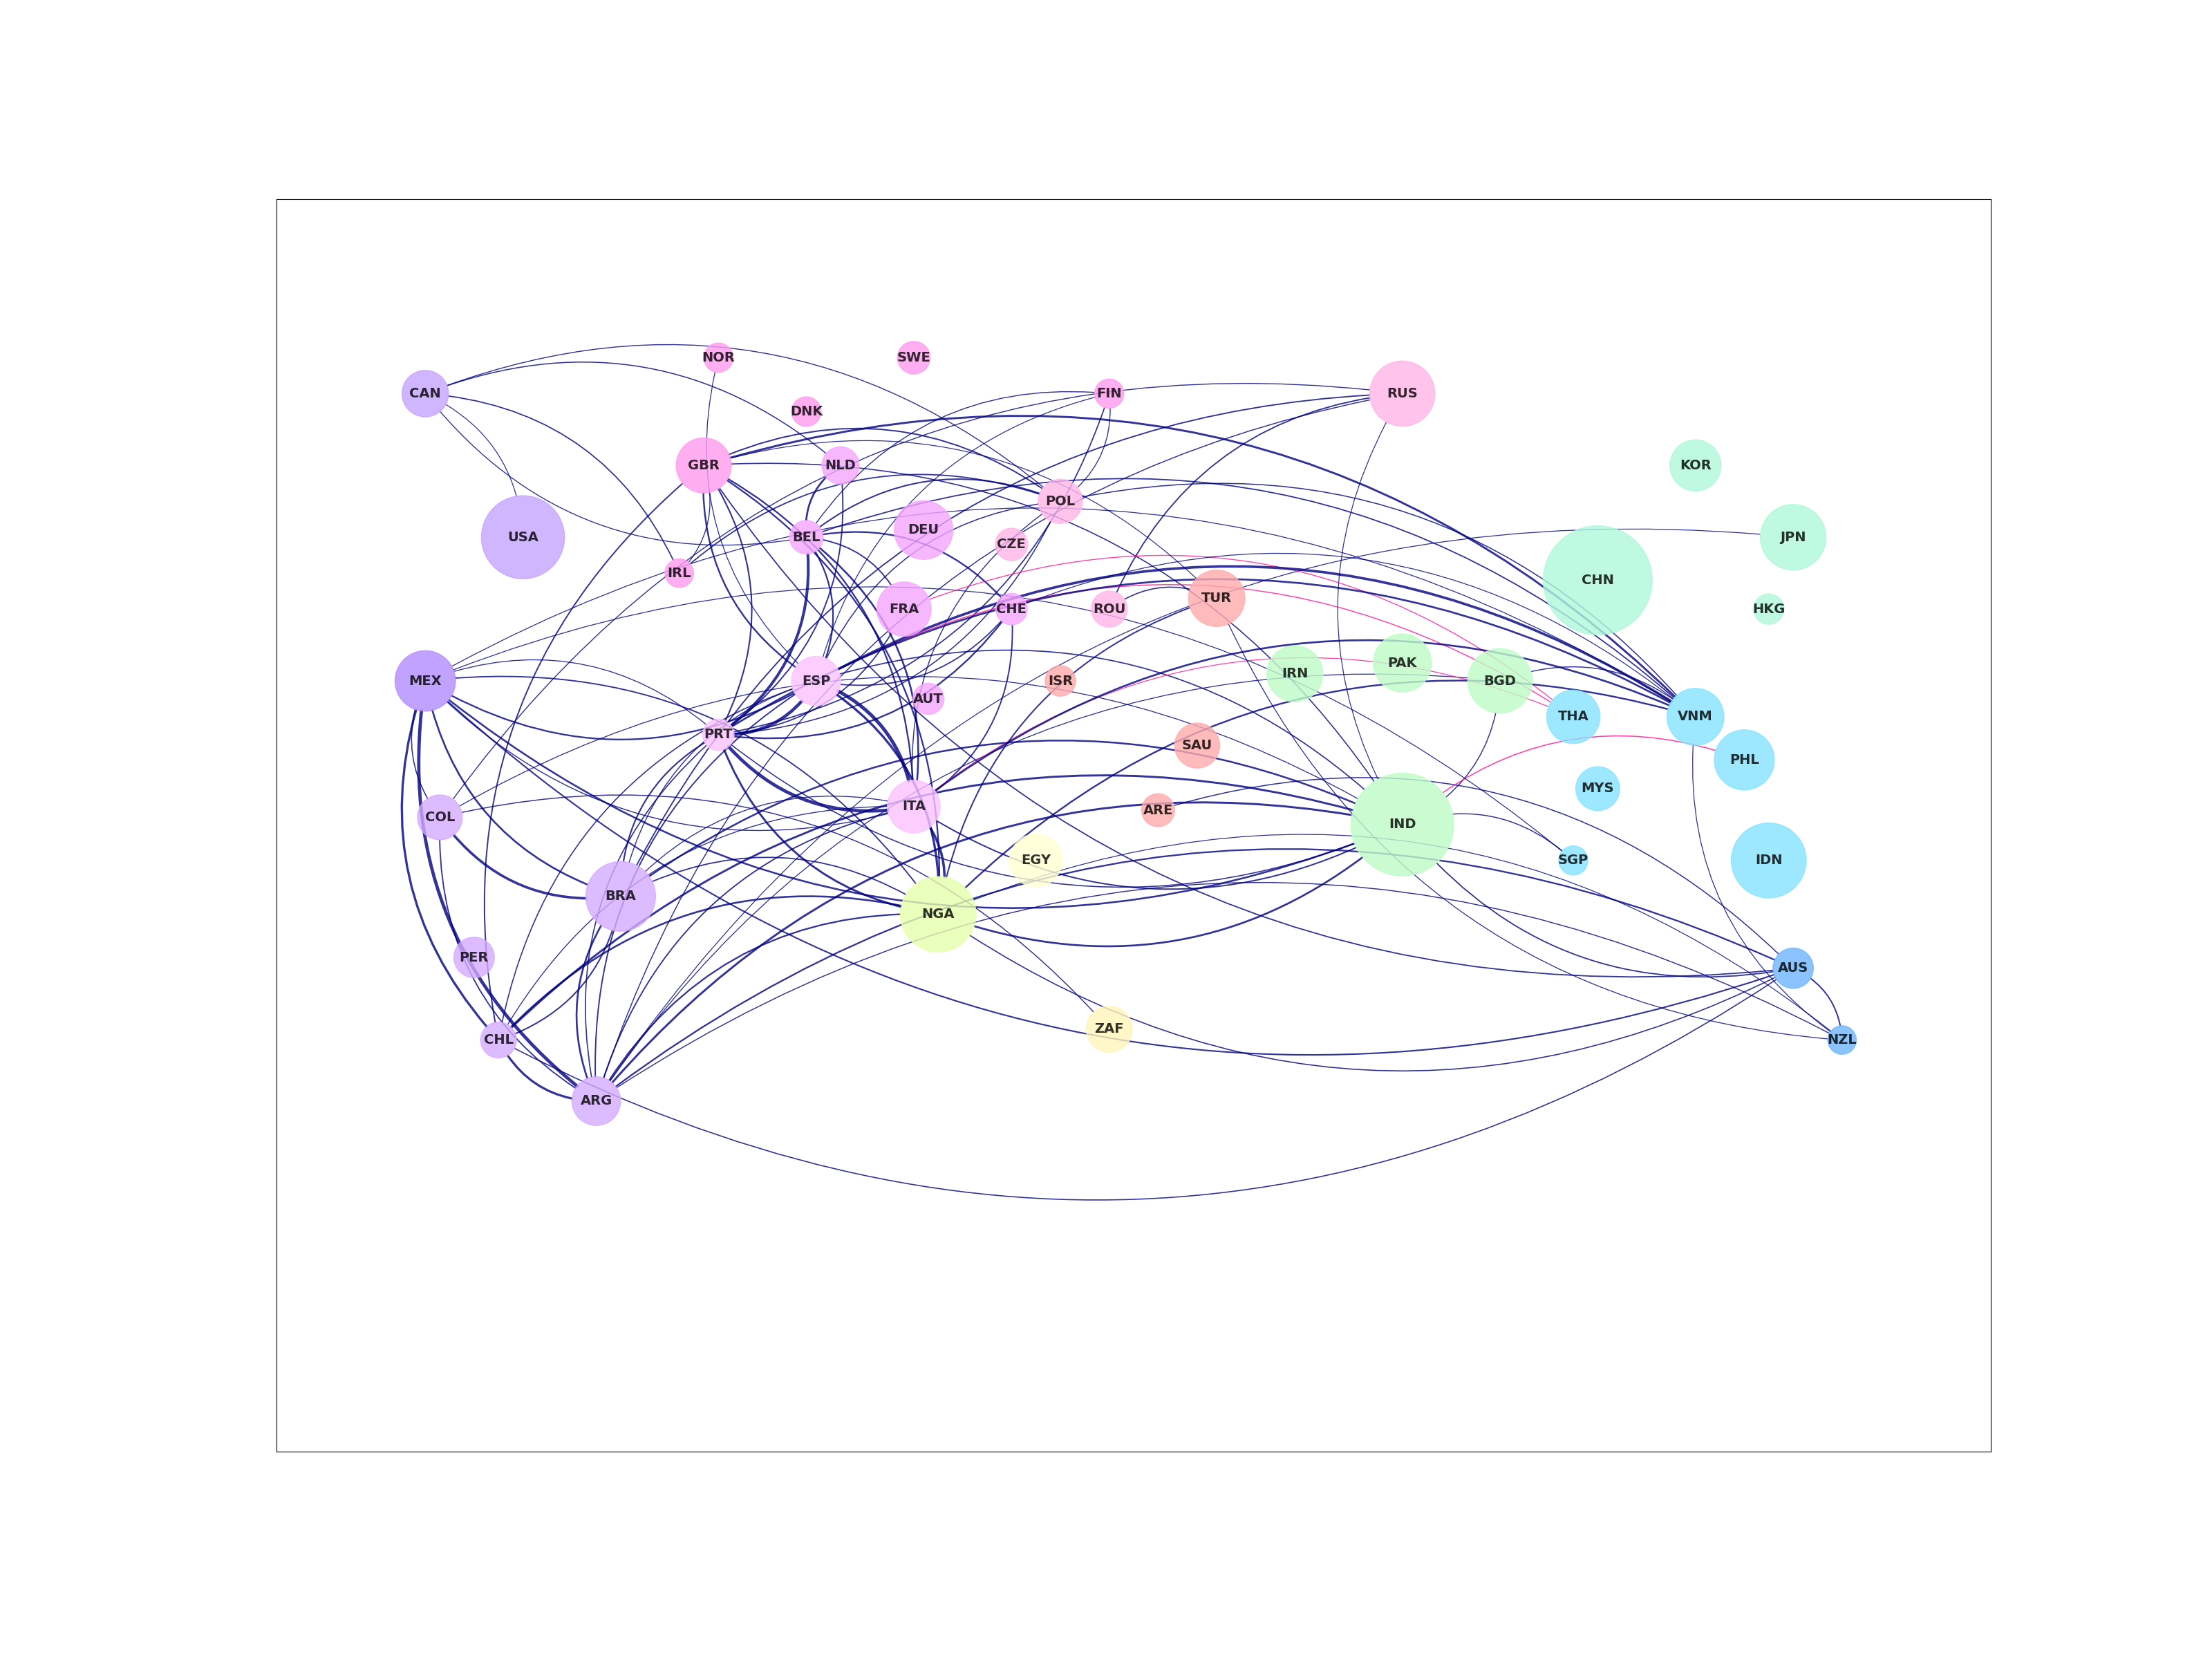 NOR
SWE
CAN
FIN
RUS
DNK
GBR
NLD
KOR
POL
DEU
USA
BEL
CZE
JPN
IRL
CHN
TUR
FRA
CHE
ROU
HKG
PAK
IRN
MEX
ESP
ISR
BGD
AUT
THA
VNM
PRT
SAU
PHL
MYS
ITA
ARE
COL
IND
EGY
SGP
IDN
BRA
NGA
PER
AUS
ZAF
CHL
NZL
ARG